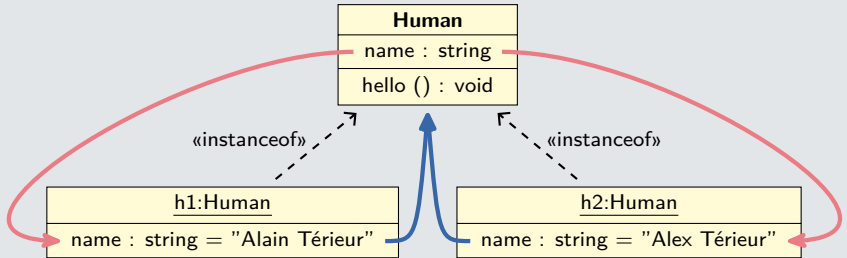 Human
name : string
hello () : void
«instanceof»
«instanceof»
h1:Human
name : string = "Alain Térieur"
h2:Human
name : string = "Alex Térieur"